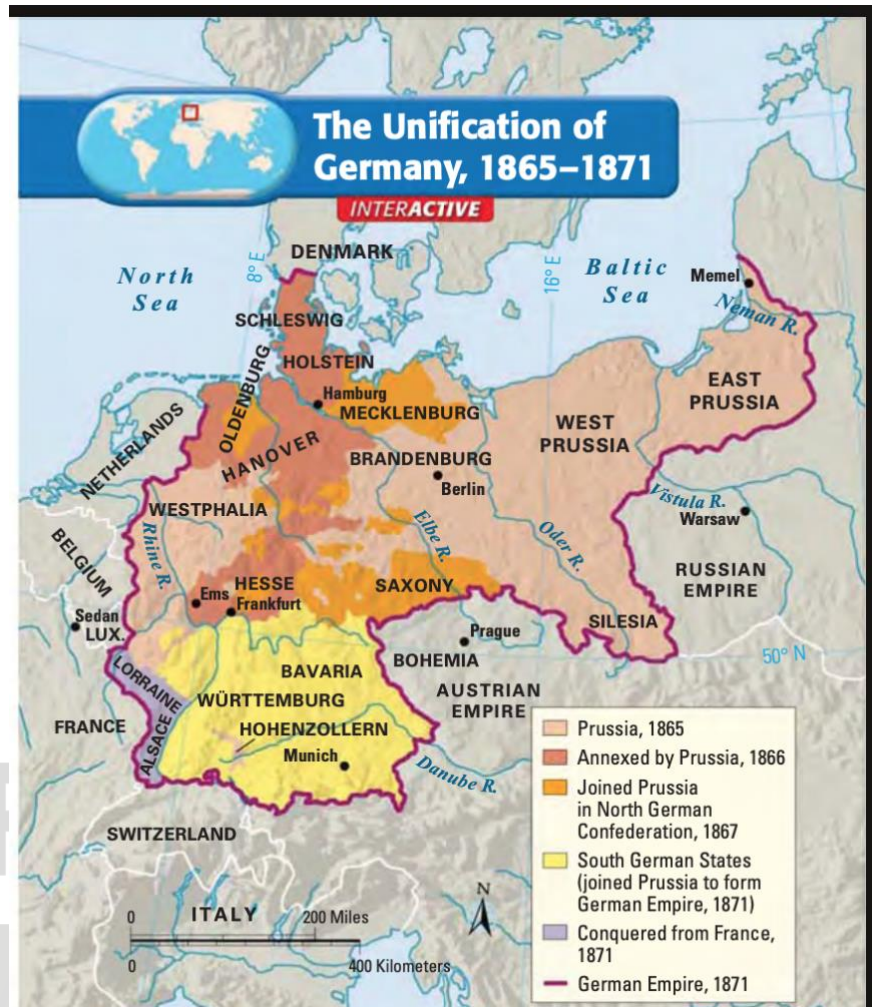 The Unification of
Germany, 1865–1871
INTERACTIVE
DENMARK
North
Sea
8° E
16° E
Baltic
Sea
Memel
Neman R.
SCHLESWIG
HOLSTEIN
Hamburg
OLDENBURG
MECKLENBURG
EAST
PRUSSIA
WEST
PRUSSIA
NETHERLANDS
HANOVER
BRANDENBURG
Berlin
Vistula R.
Warsaw
WESTPHALIA
Elbe R.
Oder R.
BELGIUM
Rhine R.
RUSSIAN
EMPIRE
HESSE
SAXONY
Ems
Frankfurt
Sedan
LUX.
SILESIA
Prague
50° N
LORRAINE
BAVARIA
BOHEMIA
WÜRTTEMBURG
AUSTRIAN
EMPIRE
FRANCE
ALSACE
HOHENZOLLERN
Munich
Danube R.
SWITZERLAND
ITALY
N
0
200 Miles
0
400 Kilometers
Prussia, 1865
Annexed by Prussia, 1866
Joined Prussia
in North German
Confederation, 1867
South German States
(joined Prussia to form
German Empire, 1871)
Conquered from France,
1871
German Empire, 1871